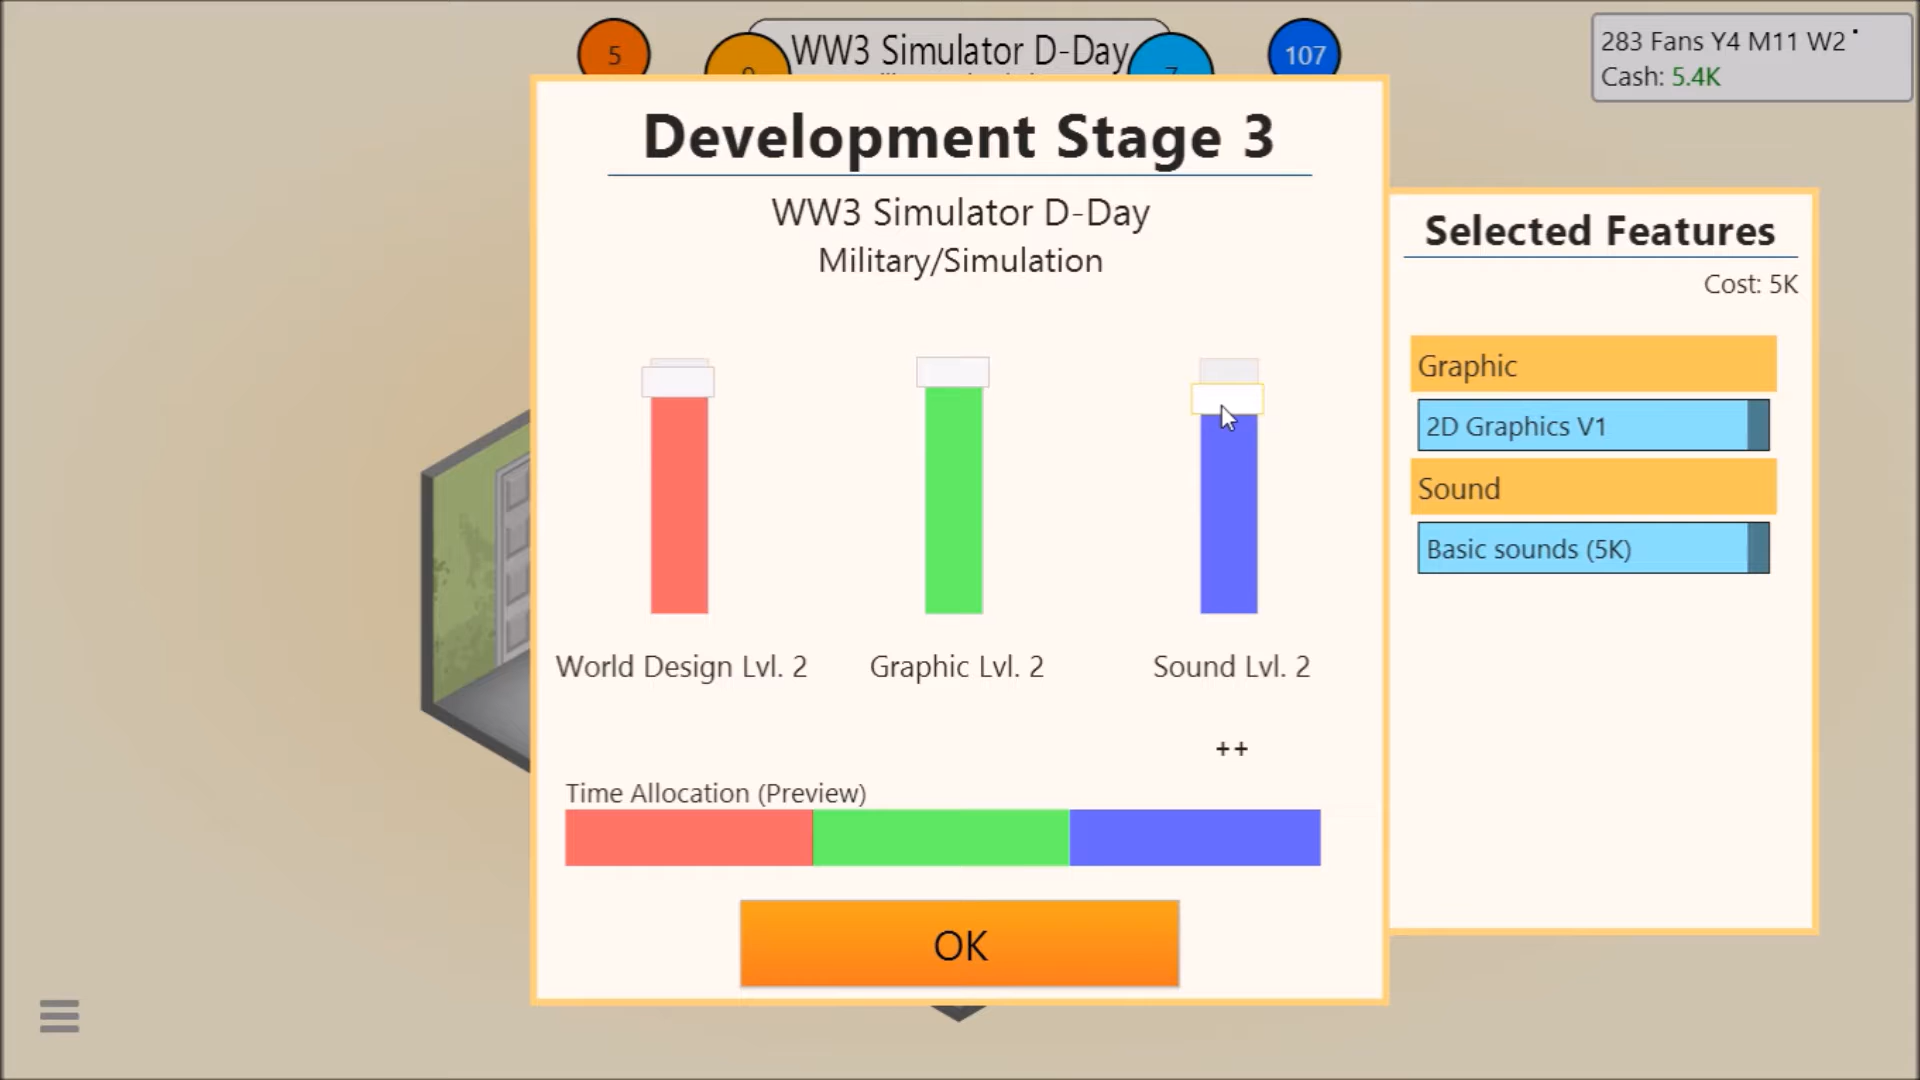 5
WW3 Simulator D-Day
107
283 Fans Y4 M11 W2
Cash: 5.4K
Development Stage 3
WW3 Simulator D-Day
Military/Simulation
World Design Lvl. 2
Graphic Lvl. 2
Sound Lvl. 2
++
Time Allocation (Preview)
OK
Selected Features
Cost: 5K
Graphic
2D Graphics V1
Sound
Basic sounds (5K)